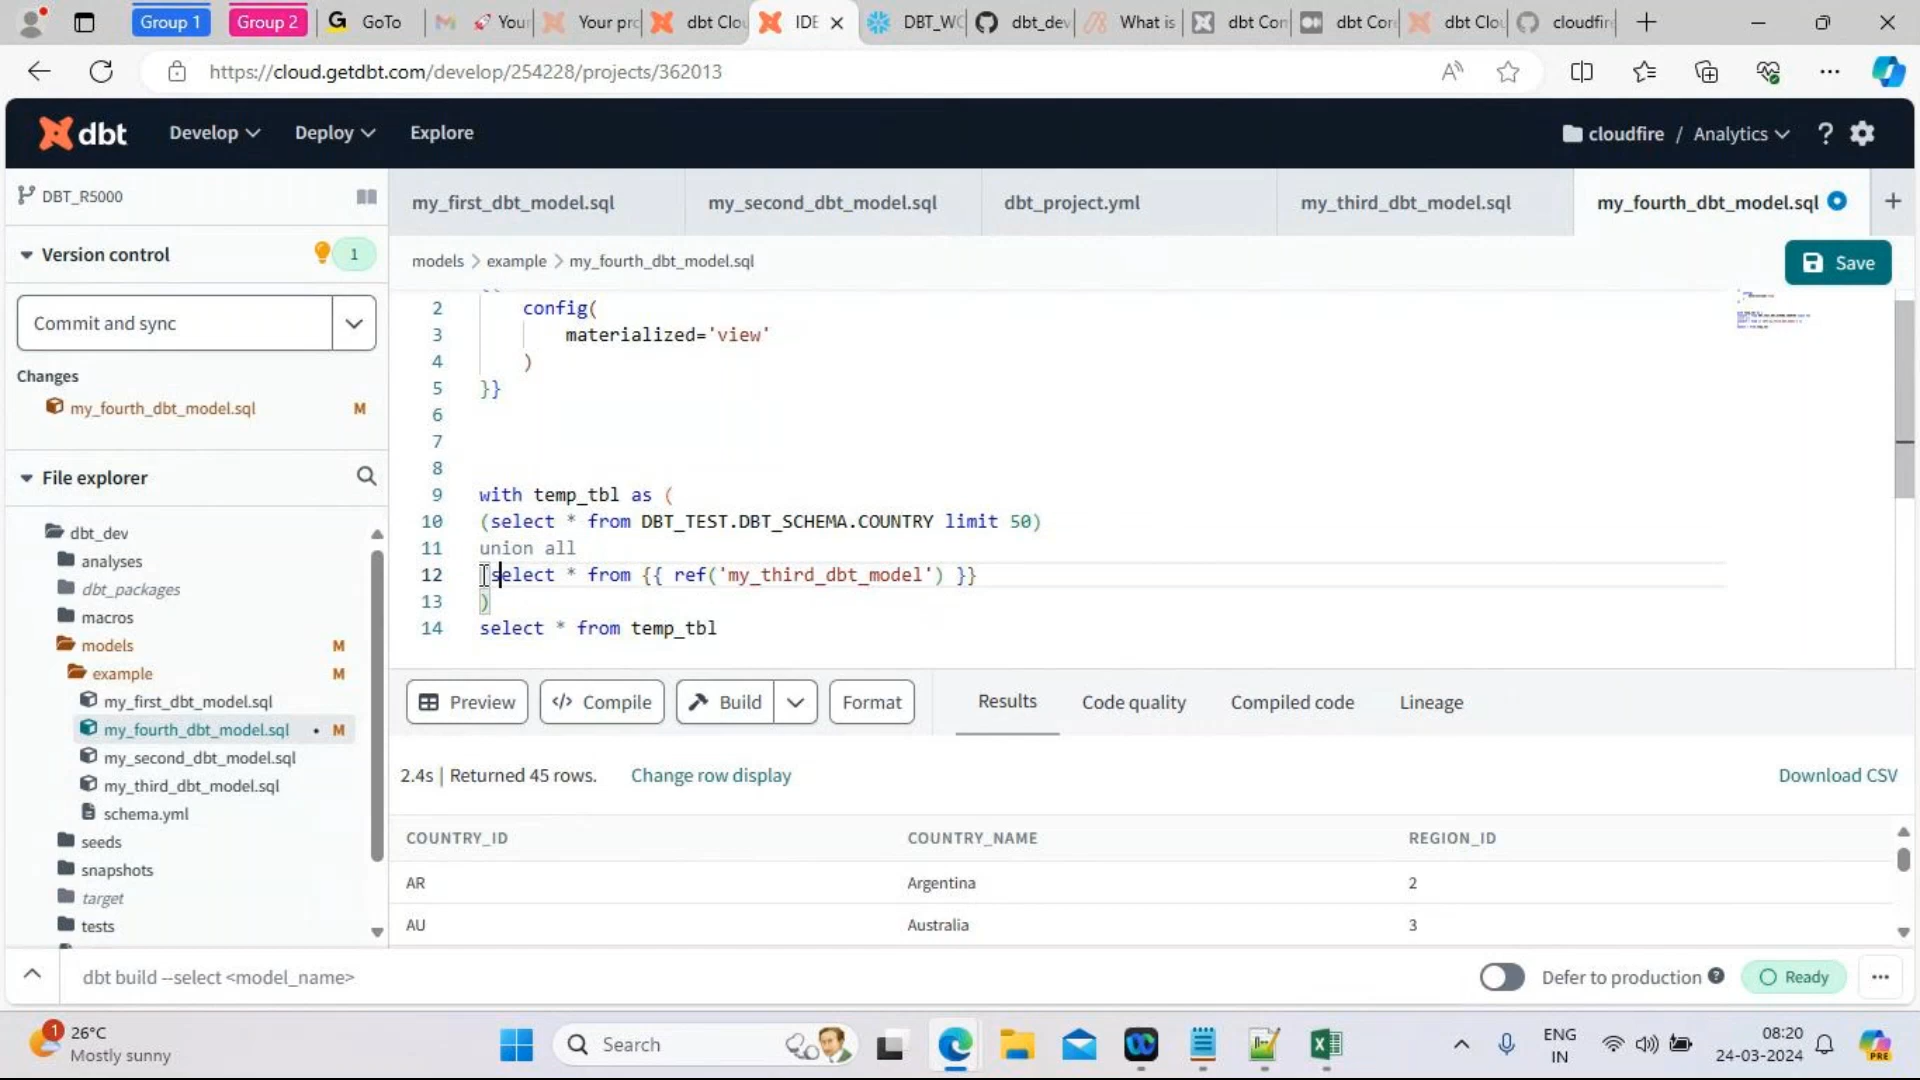 Group 1
Group 2
GoTo
Your
Your pr
dbt Clou
IDE
DBT_WC
dbt_dev
What is
dbt Con
dbt Cor
dbt Clou
cloudfire
https://cloud.getdbt.com/develop/254228/projects/362013
dbt
Develop
Deploy
Explore
cloudfire / Analytics
?
DBT_R5000
my_first_dbt_model.sql
my_second_dbt_model.sql
dbt_project.yml
my_third_dbt_model.sql
my_fourth_dbt_model.sql
Version control
1
models > example > my_fourth_dbt_model.sql
Save
Commit and sync
Changes
my_fourth_dbt_model.sql M
File explorer
dbt_dev
analyses
dbt_packages
macros
models M
example M
my_first_dbt_model.sql
my_fourth_dbt_model.sql • M
my_second_dbt_model.sql
my_third_dbt_model.sql
schema.yml
seeds
snapshots
target
tests
2 config(
3 materialized='view'
4 )
5 }}
6
7
8
9 with temp_tbl as (
10 (select * from DBT_TEST.DBT_SCHEMA.COUNTRY limit 50)
11 union all
12 select * from {{ ref('my_third_dbt_model') }}
13 )
14 select * from temp_tbl
Preview
</> Compile
Build
Format
Results
Code quality
Compiled code
Lineage
2.4s | Returned 45 rows.
Change row display
Download CSV
COUNTRY_ID COUNTRY_NAME REGION_ID
AR Argentina 2
AU Australia 3
dbt build --select <model_name>
Defer to production
Ready
1
26°C
Mostly sunny
Search
ENG
IN
08:20
24-03-2024
PRE